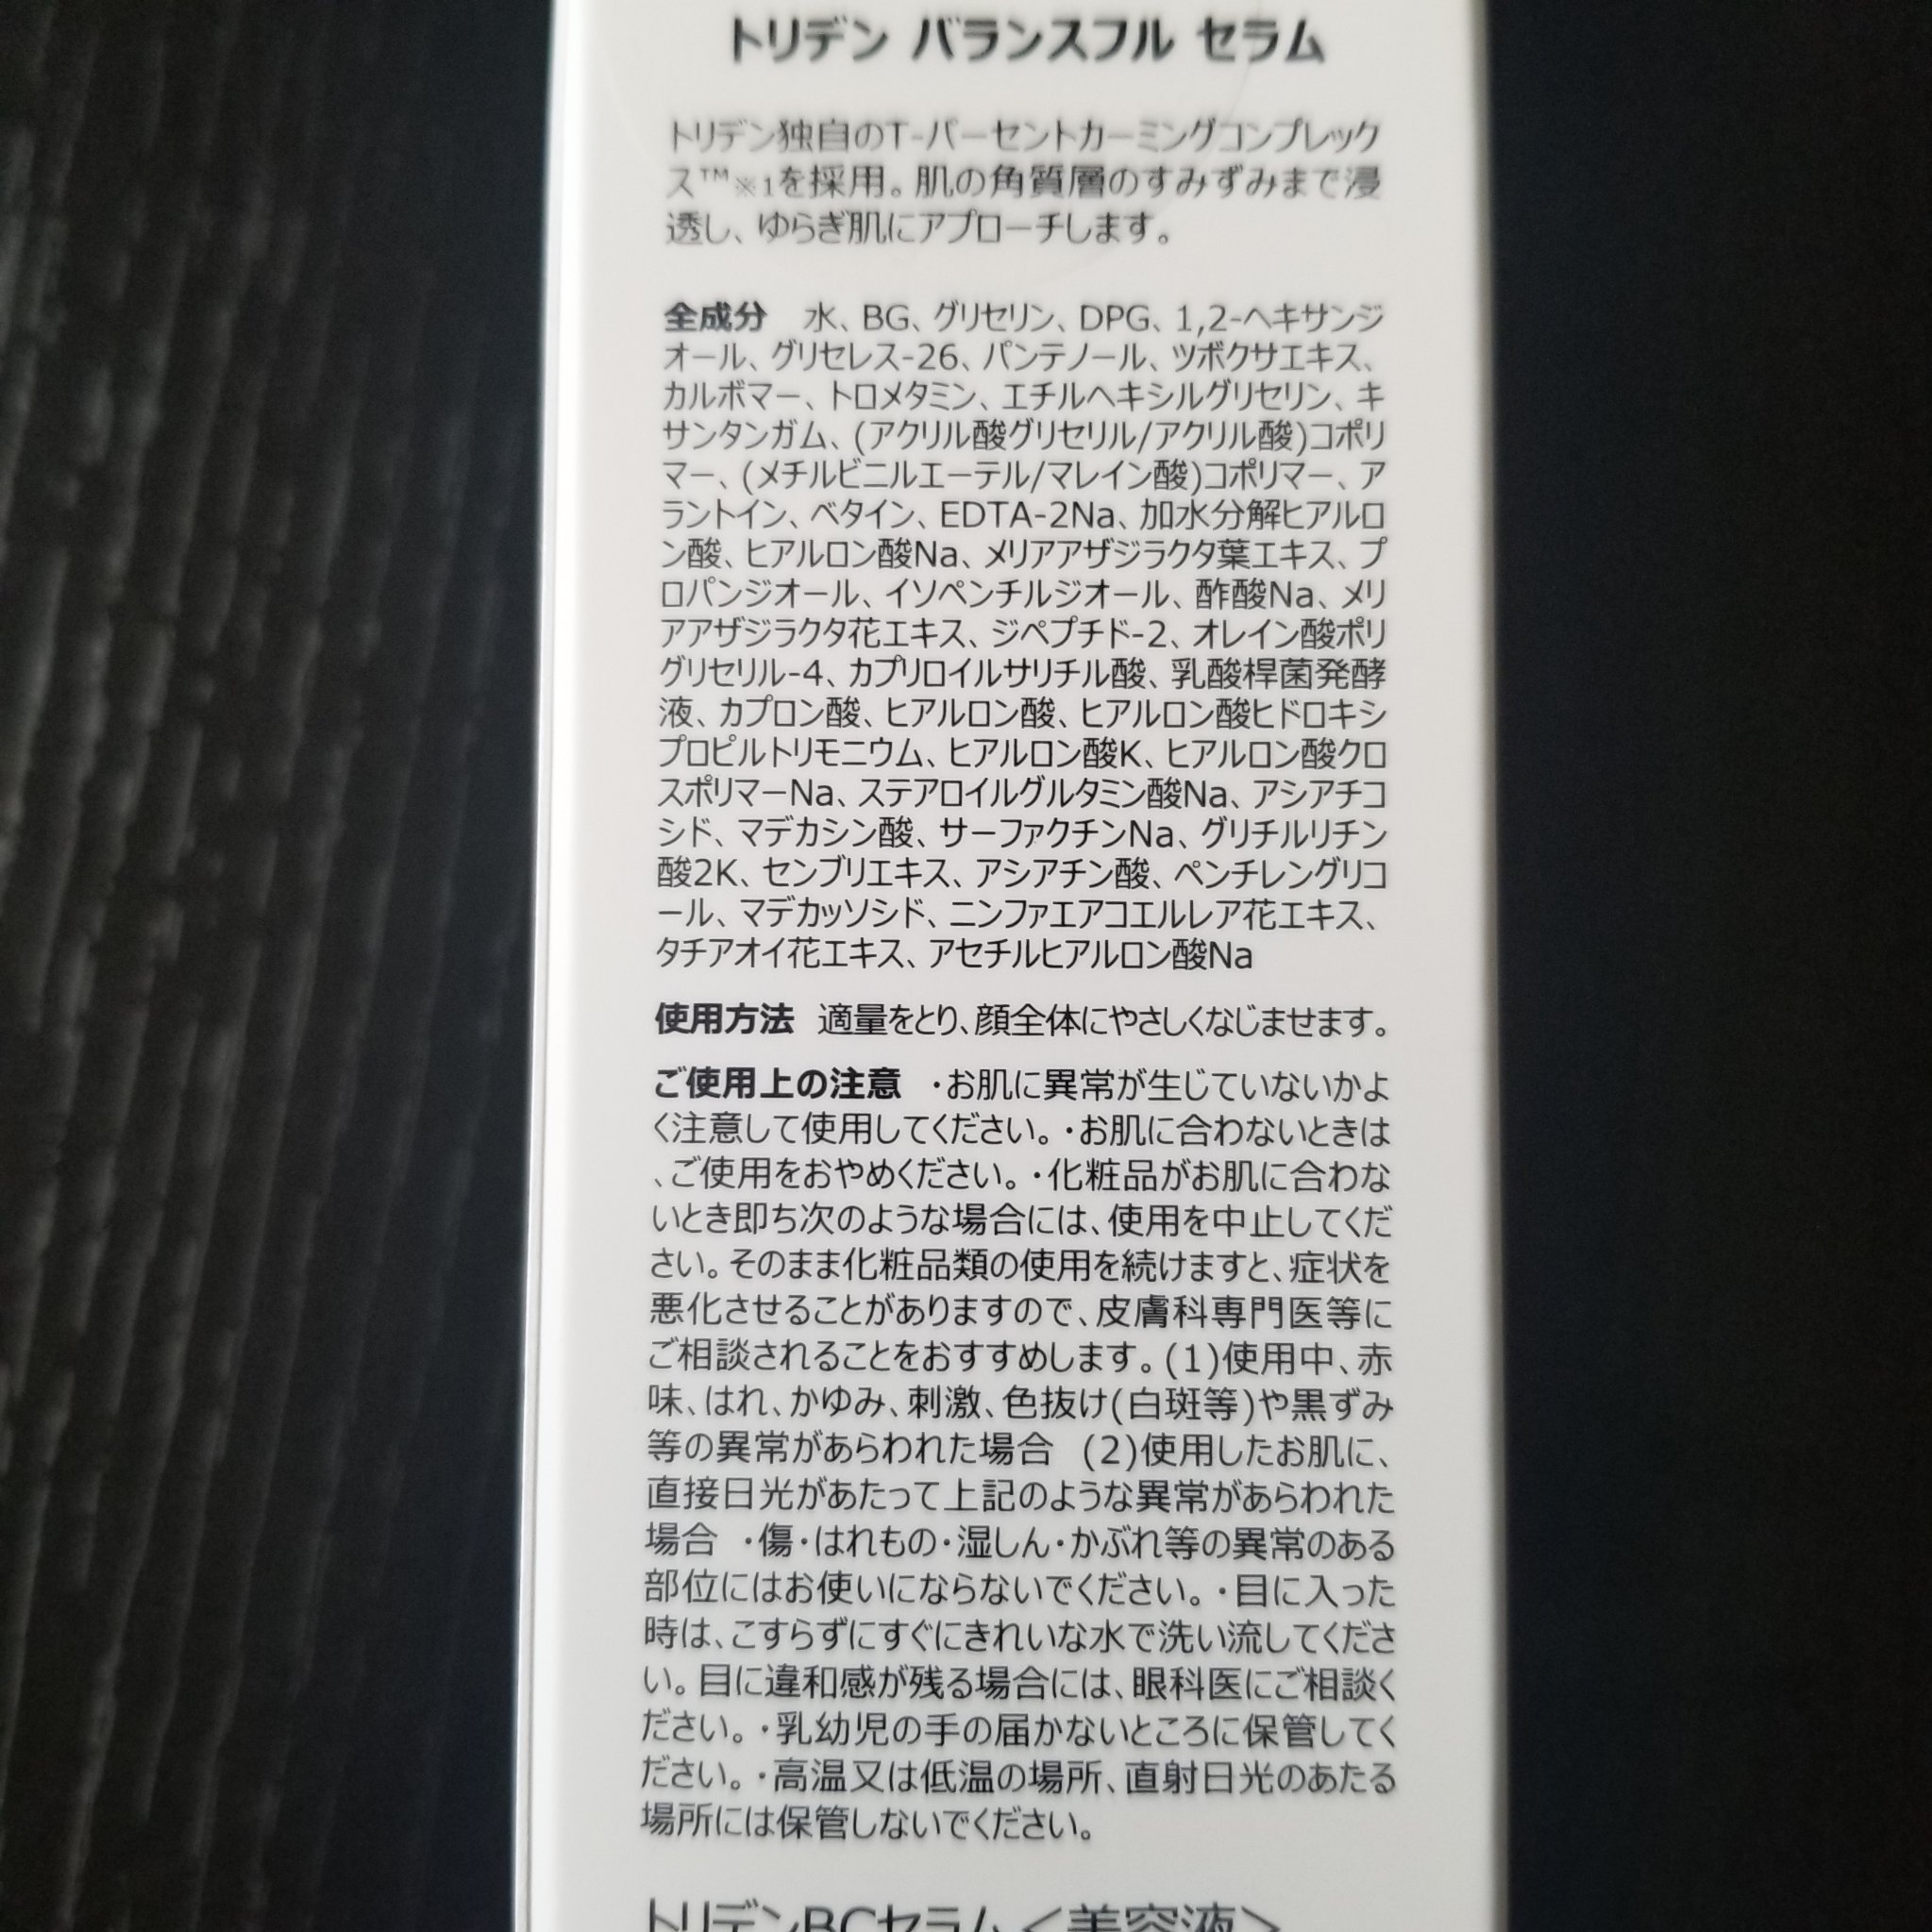 トリデン バランスフル セラム
トリデン独自のT-パーセントカーミングコンプレック
ス™※1を採用。肌の角質層のすみずみまで浸
透し、ゆらぎ肌にアプローチします。
全成分　水、BG、グリセリン、DPG、1,2-ヘキサンジ
オール、グリセレス-26、パンテノール、ツボクサエキス、
カルボマー、トロメタミン、エチルヘキシルグリセリン、キ
サンタンガム、(アクリル酸グリセリル/アクリル酸)コポリ
マー、(メチルビニルエーテル/マレイン酸)コポリマー、ア
ラントイン、ベタイン、EDTA-2Na、加水分解ヒアルロ
ン酸、ヒアルロン酸Na、メリアアザジラクタ葉エキス、プ
ロパンジオール、イソペンチルジオール、酢酸Na、メリ
アアザジラクタ花エキス、ジペプチド-2、オレイン酸ポリ
グリセリル-4、カプリロイルサリチル酸、乳酸桿菌発酵
液、カプロン酸、ヒアルロン酸、ヒアルロン酸ヒドロキシ
プロピルトリモニウム、ヒアルロン酸K、ヒアルロン酸クロ
スポリマーNa、ステアロイルグルタミン酸Na、アシアチコ
シド、マデカシン酸、サーファクチンNa、グリチルリチン
酸2K、センブリエキス、アシアチン酸、ペンチレングリコ
ール、マデカッソシド、ニンファエアコエルレア花エキス、
タチアオイ花エキス、アセチルヒアルロン酸Na
使用方法　適量をとり、顔全体にやさしくなじませます。
ご使用上の注意　・お肌に異常が生じていないかよ
く注意して使用してください。・お肌に合わないときは
、ご使用をおやめください。・化粧品がお肌に合わな
いとき即ち次のような場合には、使用を中止してくだ
さい。そのまま化粧品類の使用を続けますと、症状を
悪化させることがありますので、皮膚科専門医等に
ご相談されることをおすすめします。(1)使用中、赤
味、はれ、かゆみ、刺激、色抜け(白斑等)や黒ずみ
等の異常があらわれた場合　(2)使用したお肌に、
直接日光があたって上記のような異常があらわれた
場合　・傷・はれもの・湿しん・かぶれ等の異常のある
部位にはお使いにならないでください。・目に入った
時は、こすらずにすぐにきれいな水で洗い流してくださ
い。目に違和感が残る場合には、眼科医にご相談く
ださい。・乳幼児の手の届かないところに保管してく
ださい。・高温又は低温の場所、直射日光のあたる
場所には保管しないでください。
トリデンBCセラム＜美容液＞